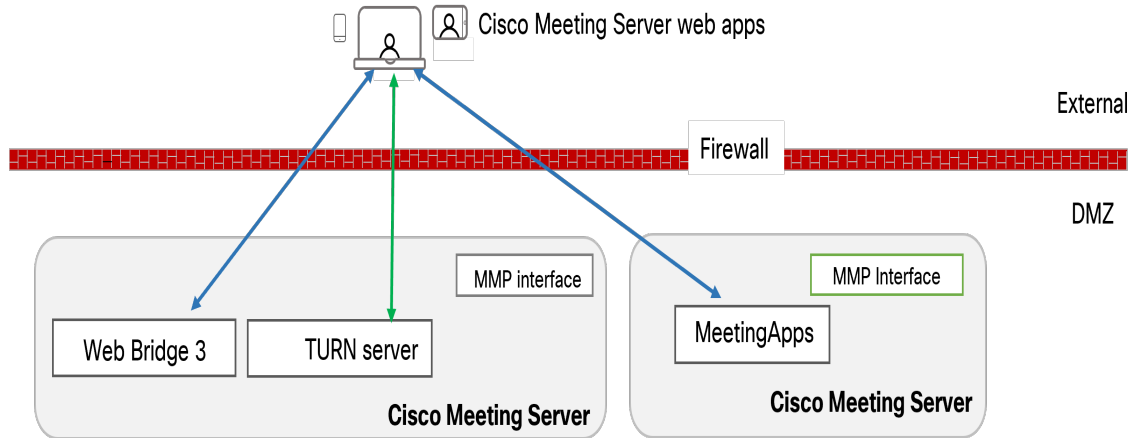 Cisco Meeting Server web apps
External
Firewall
DMZ
MMP interface
MMP Interface
Web Bridge 3
TURN server
MeetingApps
Cisco Meeting Server
Cisco Meeting Server